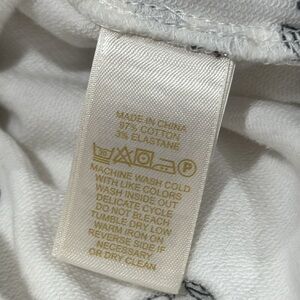 MADE IN CHINA
97% COTTON
3% ELASTANE
P
MACHINE WASH COLD
WITH LIKE COLORS
WASH INSIDE OUT
DELICATE CYCLE
DO NOT BLEACH
TUMBLE DRY LOW
WARM IRON ON
REVERSE SIDE IF
NECESSARY
OR DRY CLEAN